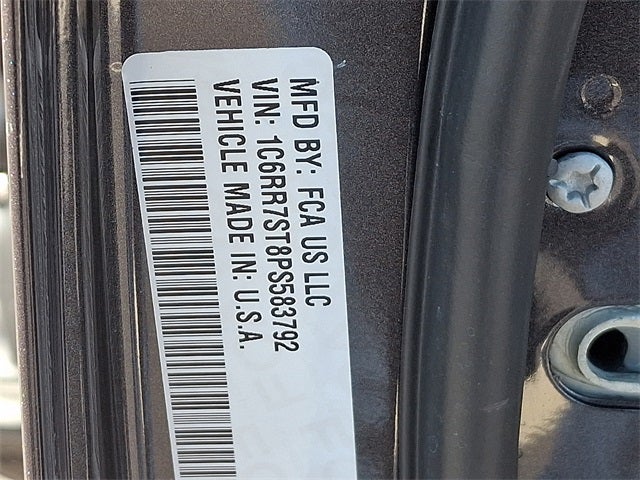 MFD BY: FCA US LLC
VIN: 1C6RR7ST8PS583792
VEHICLE MADE IN: U.S.A.